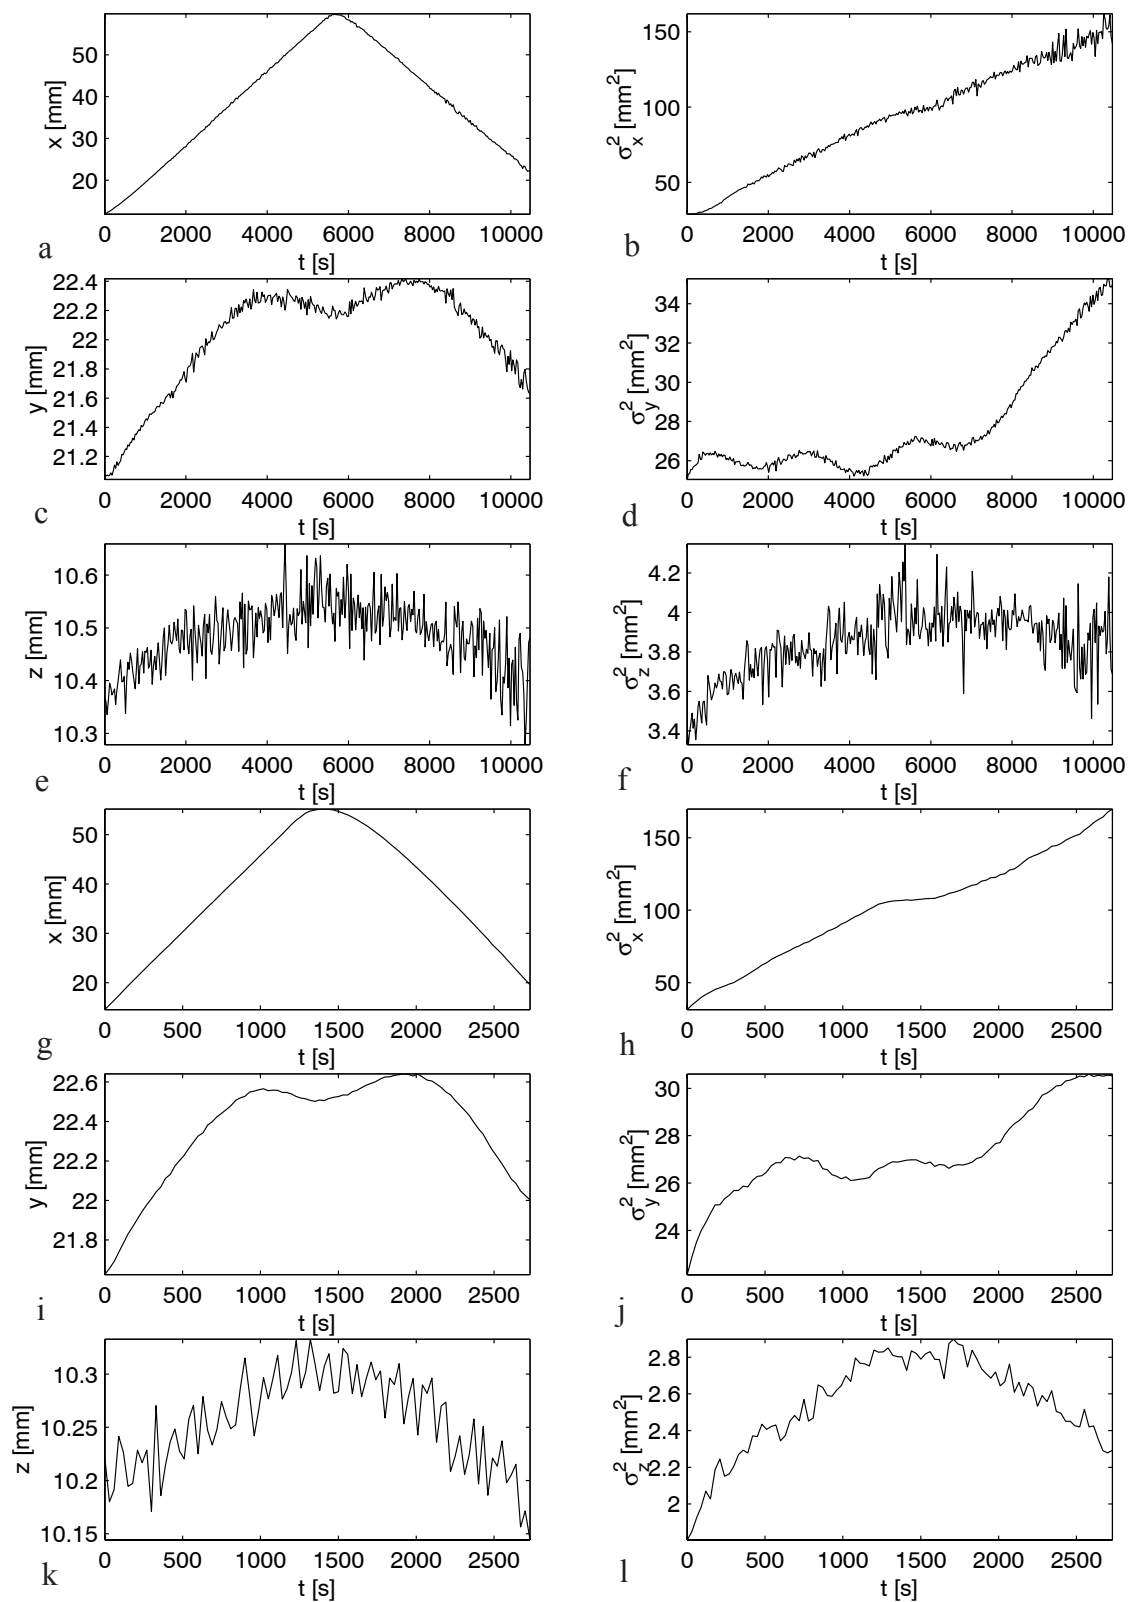 x [mm]
50
40
30
20
0 2000 4000 6000 8000 10000
t [s]
a
σx2 [mm2]
150
100
50
0 2000 4000 6000 8000 10000
t [s]
b
y [mm]
22.4
22.2
22
21.8
21.6
21.4
21.2
0 2000 4000 6000 8000 10000
t [s]
c
σy2 [mm2]
34
32
30
28
26
0 2000 4000 6000 8000 10000
t [s]
d
z [mm]
10.6
10.5
10.4
10.3
0 2000 4000 6000 8000 10000
t [s]
e
σz2 [mm2]
4.2
4
3.8
3.6
3.4
0 2000 4000 6000 8000 10000
t [s]
f
x [mm]
50
40
30
20
0 500 1000 1500 2000 2500
t [s]
g
σx2 [mm2]
150
100
50
0 500 1000 1500 2000 2500
t [s]
h
y [mm]
22.6
22.4
22.2
22
21.8
0 500 1000 1500 2000 2500
t [s]
i
σy2 [mm2]
30
28
26
24
0 500 1000 1500 2000 2500
t [s]
j
z [mm]
10.3
10.25
10.2
10.15
0 500 1000 1500 2000 2500
t [s]
k
σz2 [mm2]
2.8
2.6
2.4
2.2
2
0 500 1000 1500 2000 2500
t [s]
l